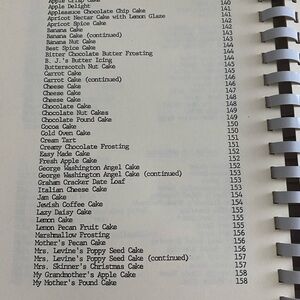 Apple Crisp Cake 140
Apple Delight 140
Applesauce Chocolate Chip Cake 141
Apricot Nectar Cake with Lemon Glaze 141
Apricot Spice Cake 142
Banana Cake 142
Banana Cake (continued) 143
Banana Nut Cake 143
Best Spice Cake 144
Bitter Chocolate Butter Frosting 144
B. J.'s Butter Icing 144
Butterscotch Nut Cake 145
Carrot Cake 145
Carrot Cake (continued) 146
Cheese Cake 146
Cheese Cake 147
Cheese Cake 148
Chocolate Cake 148
Chocolate Nut Cakes 149
Chocolate Pound Cake 149
Cocoa Cake 150
Cold Oven Cake 150
Cream Tart 151
Creamy Chocolate Frosting 151
Easy Made Cake 151
Fresh Apple Cake 152
George Washington Angel Cake 152
George Washington Angel Cake (continued) 153
Graham Cracker Date Loaf 153
Italian Cheese Cake 153
Jam Cake 154
Jewish Coffee Cake 154
Lazy Daisy Cake 155
Lemon Cake 155
Lemon Pecan Fruit Cake 155
Marshmallow Frosting 156
Mother's Pecan Cake 156
Mrs. Levine's Poppy Seed Cake 156
Mrs. Levine's Poppy Seed Cake (continued) 157
Mrs. Skinner's Christmas Cake 157
My Grandmother's Apple Cake 158
My Mother's Pound Cake 158